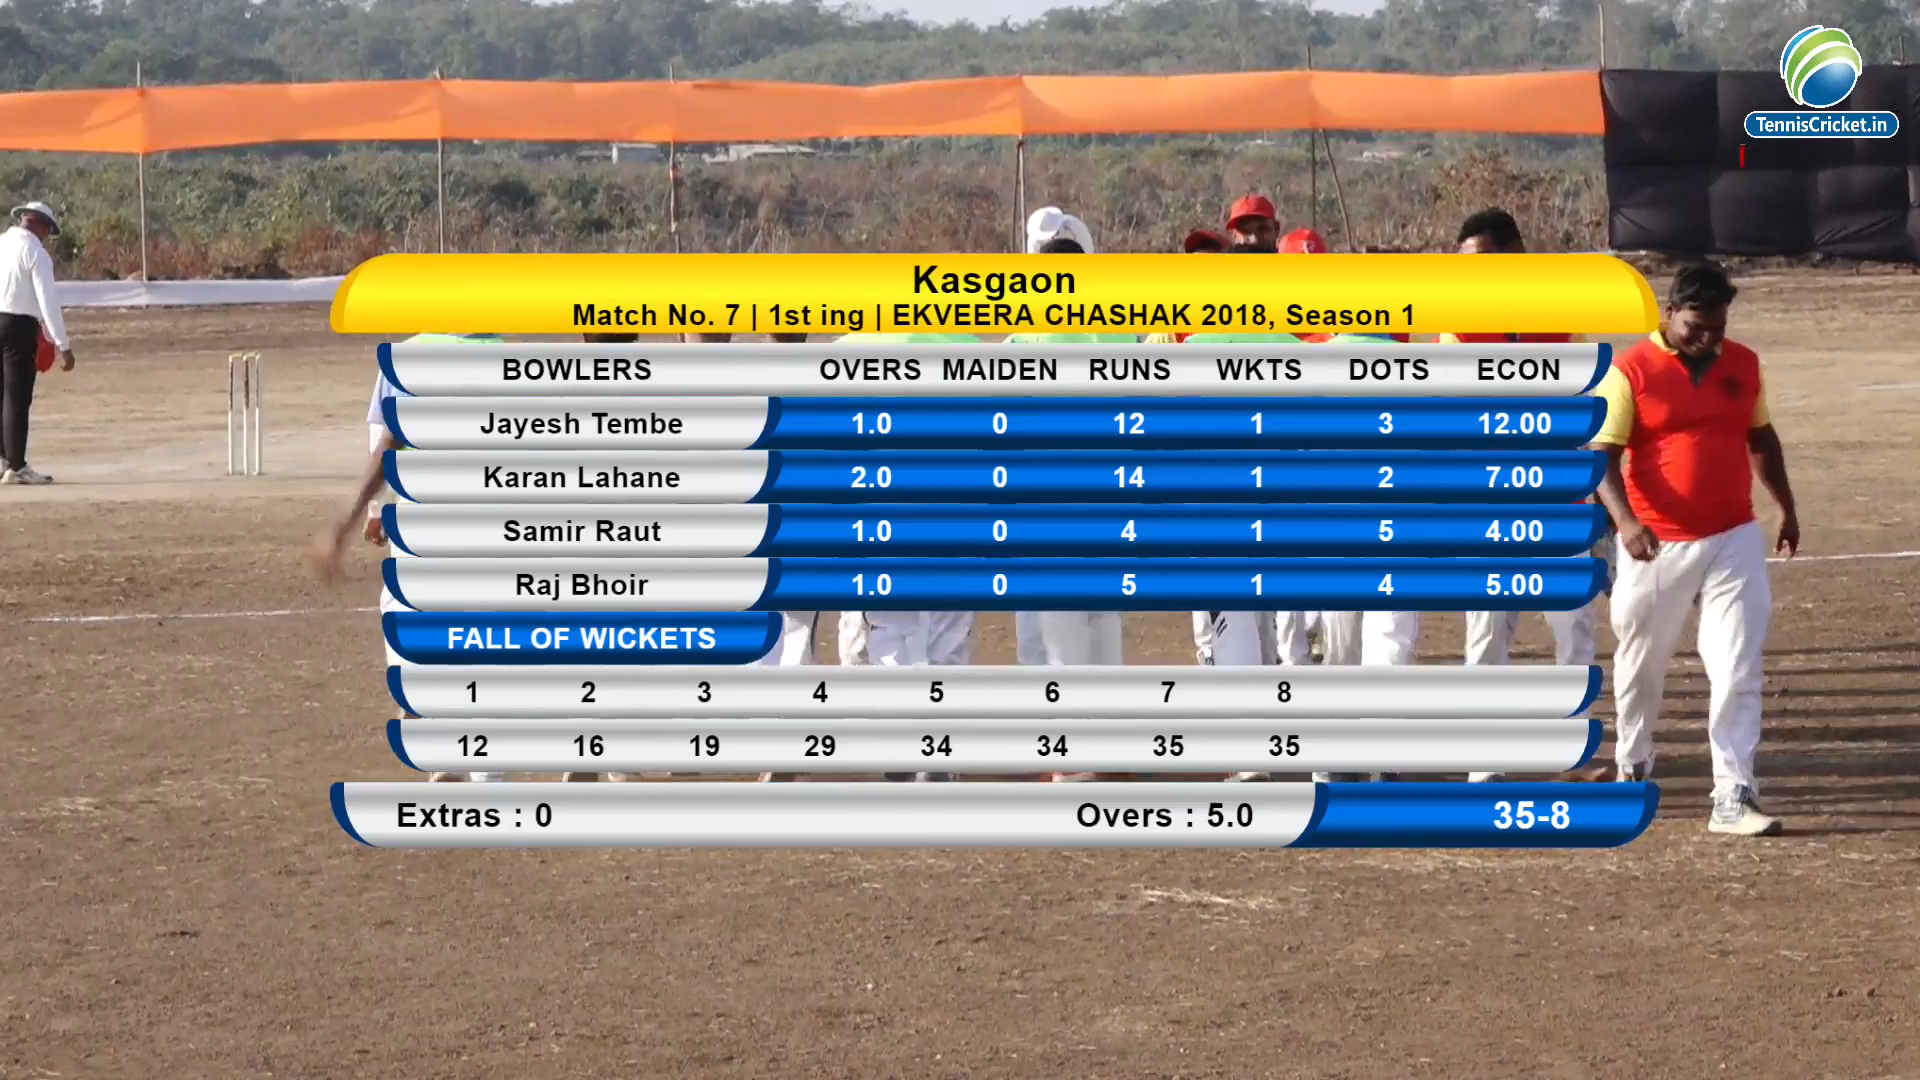 TennisCricket.in
Kasgaon
Match No. 7 | 1st ing | EKVEERA CHASHAK 2018, Season 1
BOWLERS OVERS MAIDEN RUNS WKTS DOTS ECON
Jayesh Tembe 1.0 0 12 1 3 12.00
Karan Lahane 2.0 0 14 1 2 7.00
Samir Raut 1.0 0 4 1 5 4.00
Raj Bhoir 1.0 0 5 1 4 5.00
FALL OF WICKETS
1 2 3 4 5 6 7 8
12 16 19 29 34 34 35 35
Extras : 0 Overs : 5.0 35-8